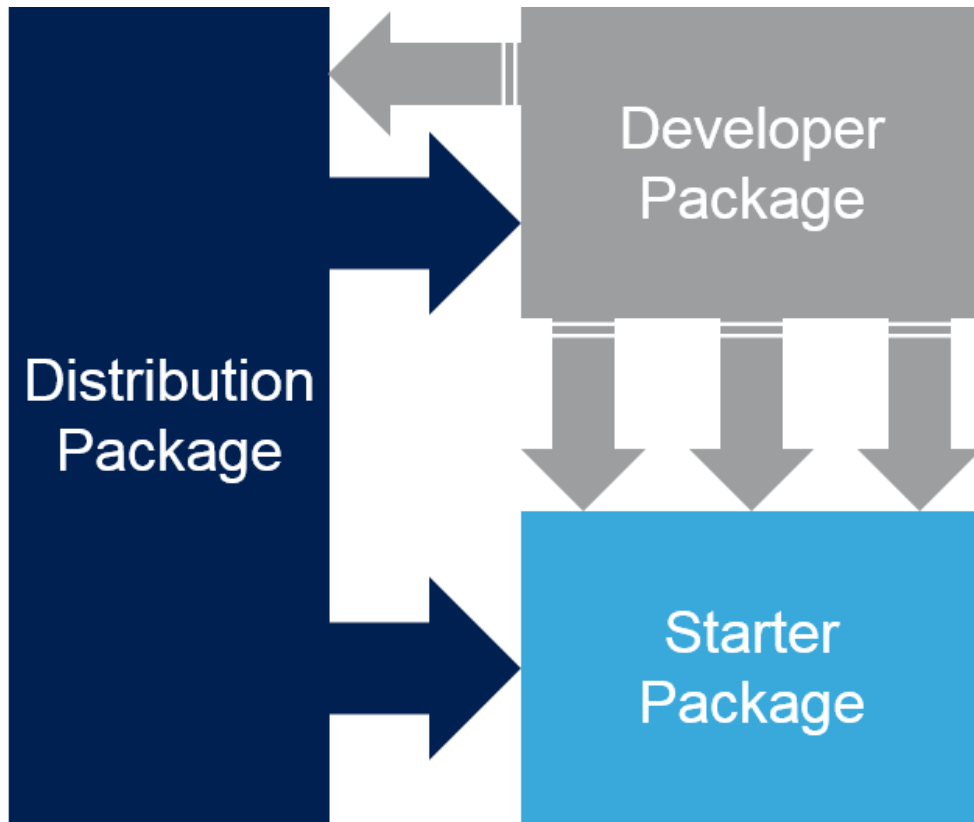 Distribution
Package
Developer
Package
Starter
Package